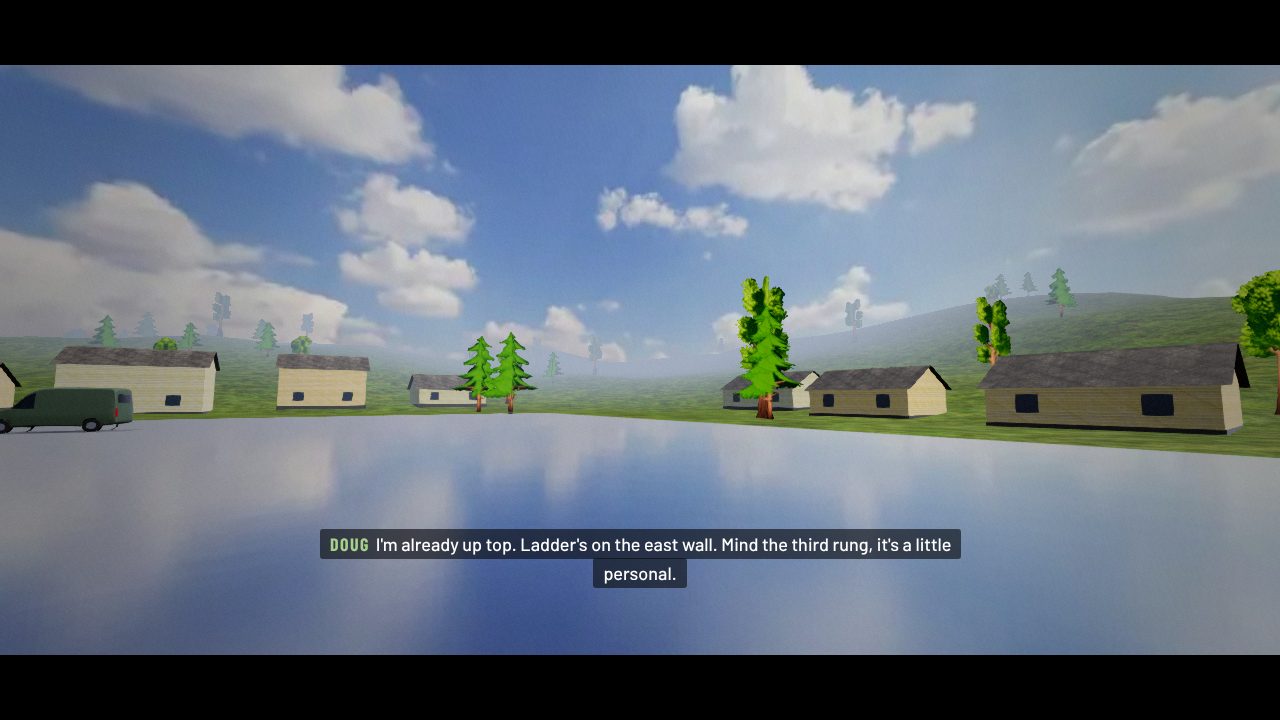 DOUG I'm already up top. Ladder's on the east wall. Mind the third rung, it's a little
personal.